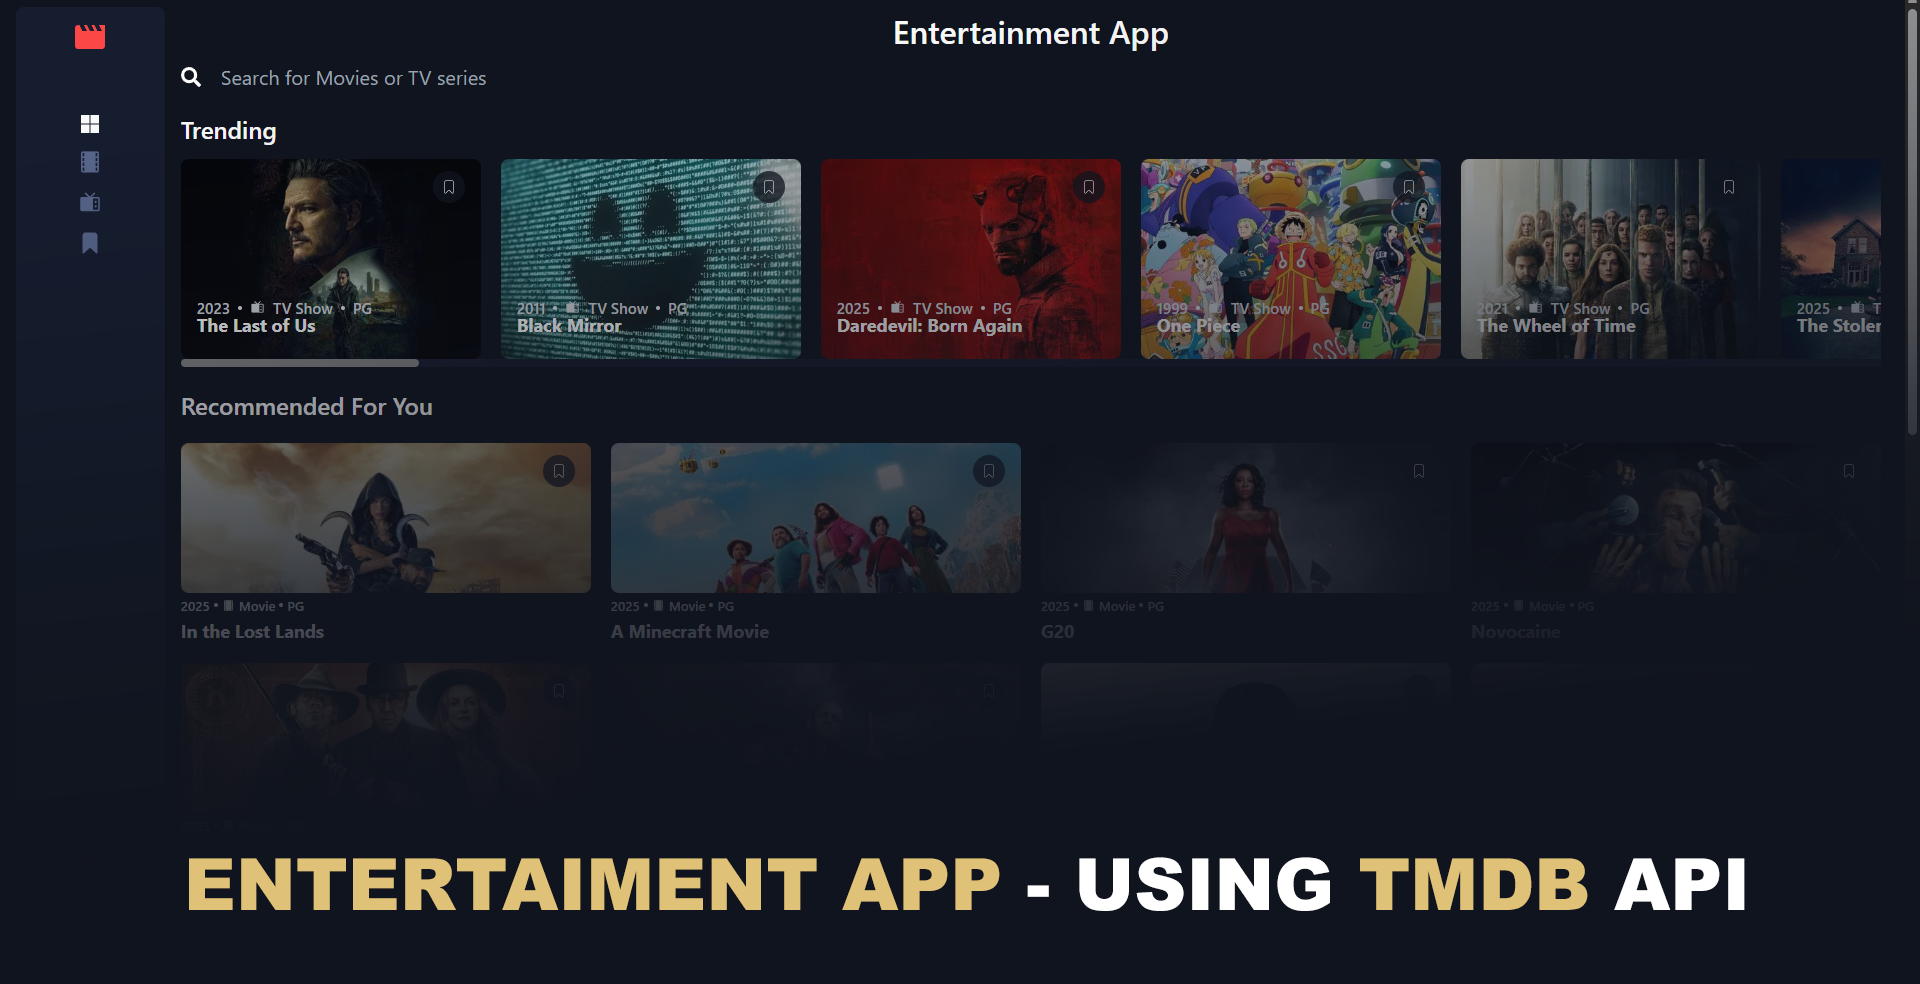 Entertainment App
Search for Movies or TV series
Trending
2023 • TV Show • PG
The Last of Us
2011 • TV Show • PG
Black Mirror
2025 • TV Show • PG
Daredevil: Born Again
1999 • TV Show • PG
One Piece
SSG
2021 • TV Show • PG
The Wheel of Time
2025 • T
The Stoler
Recommended For You
2025 • Movie • PG
In the Lost Lands
2025 • Movie • PG
A Minecraft Movie
2025 • Movie • PG
G20
2025 • Movie • PG
Novocaine
ENTERTAIMENT APP - USING TMDB API